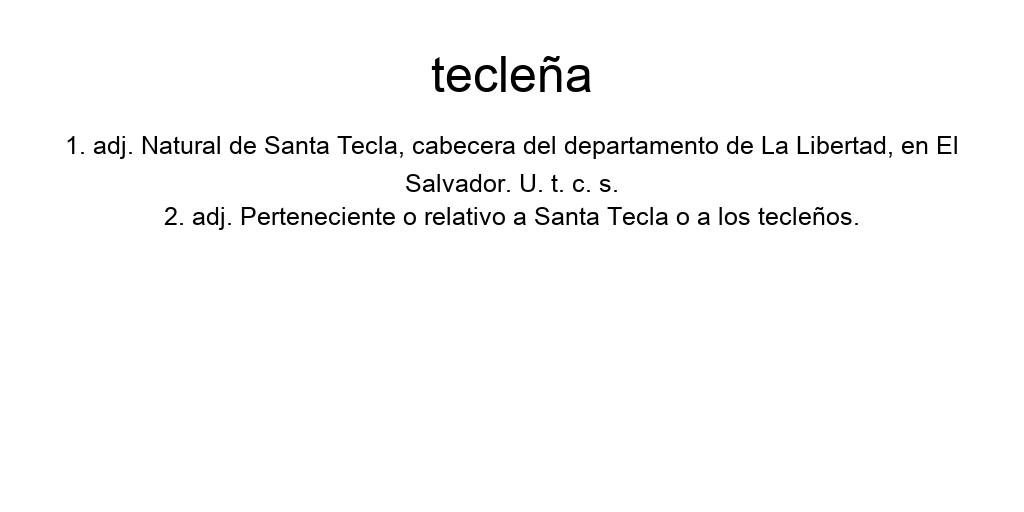 tecleña
1. adj. Natural de Santa Tecla, cabecera del departamento de La Libertad, en El
Salvador. U. t. c. s.
2. adj. Perteneciente o relativo a Santa Tecla o a los tecleños.